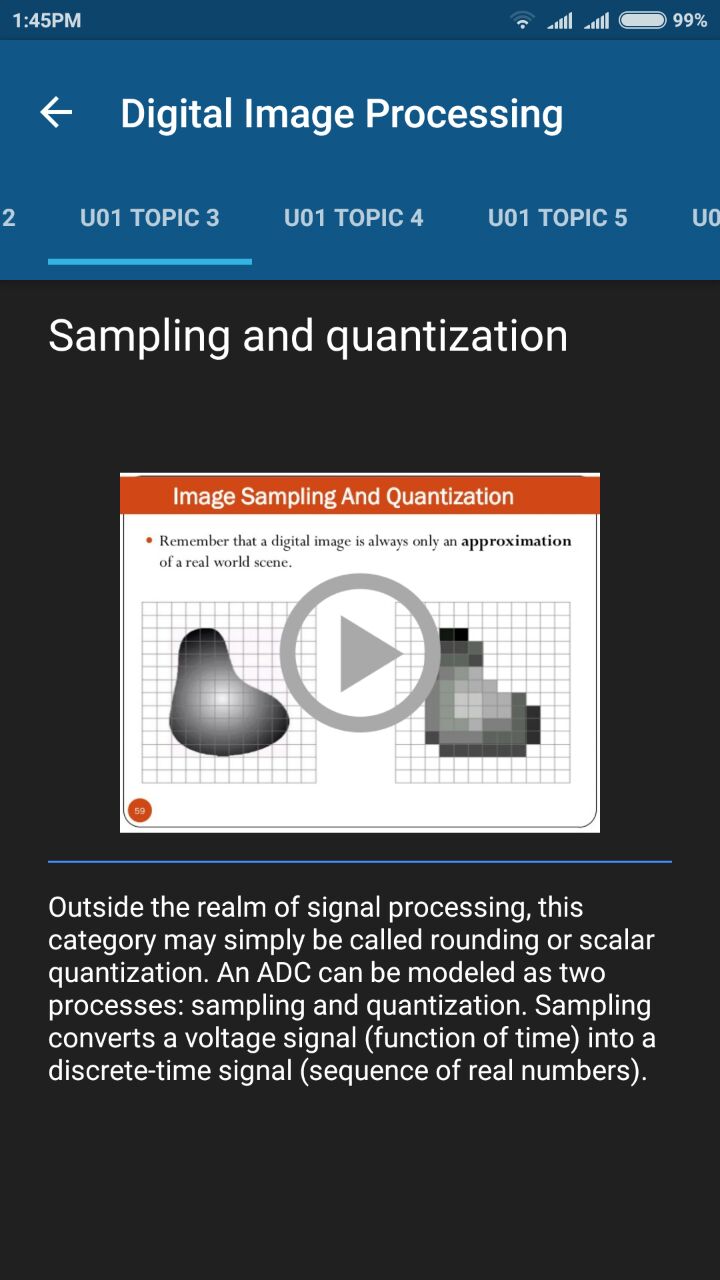 1:45PM 99%
Digital Image Processing
2 U01 TOPIC 3 U01 TOPIC 4 U01 TOPIC 5 U0
Sampling and quantization
Image Sampling And Quantization
• Remember that a digital image is always only an approximation
of a real world scene.
59
Outside the realm of signal processing, this
category may simply be called rounding or scalar
quantization. An ADC can be modeled as two
processes: sampling and quantization. Sampling
converts a voltage signal (function of time) into a
discrete-time signal (sequence of real numbers).